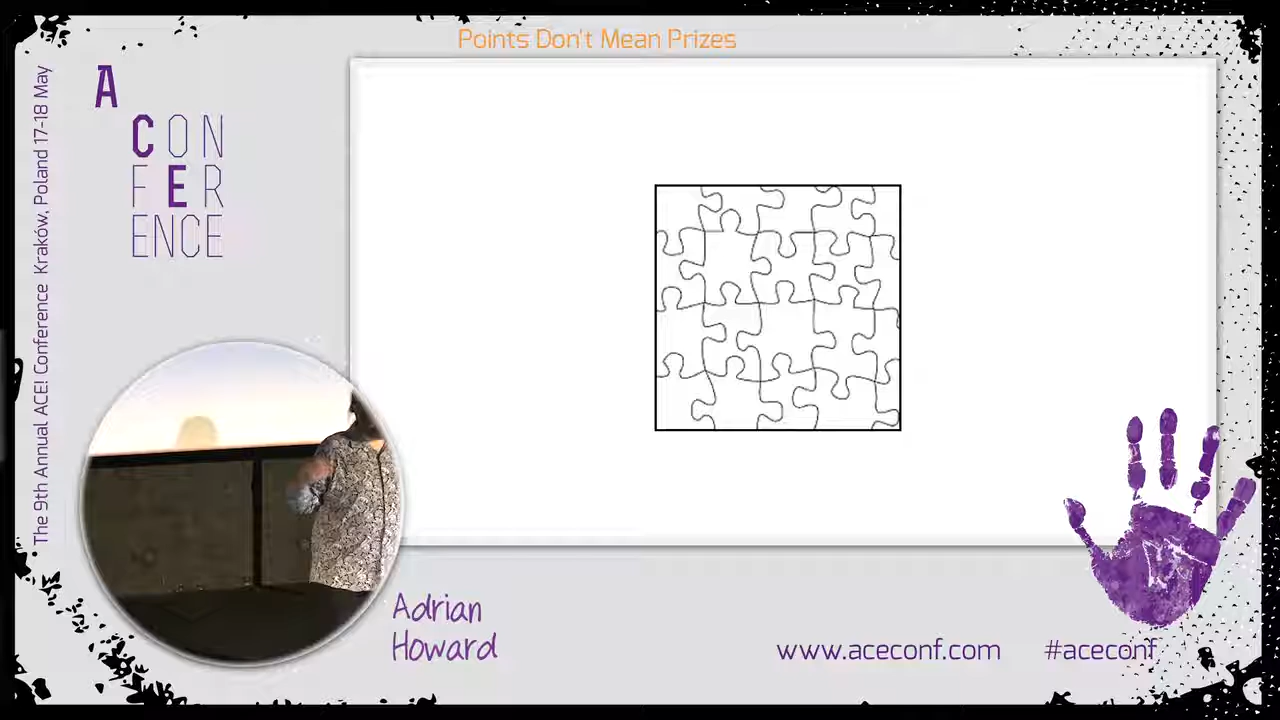 Points Don't Mean Prizes
A
CON
FER
ENCE
The 9th Annual ACE! Conference Kraków, Poland 17-18 May
Adrian
Howard
www.aceconf.com #aceconf